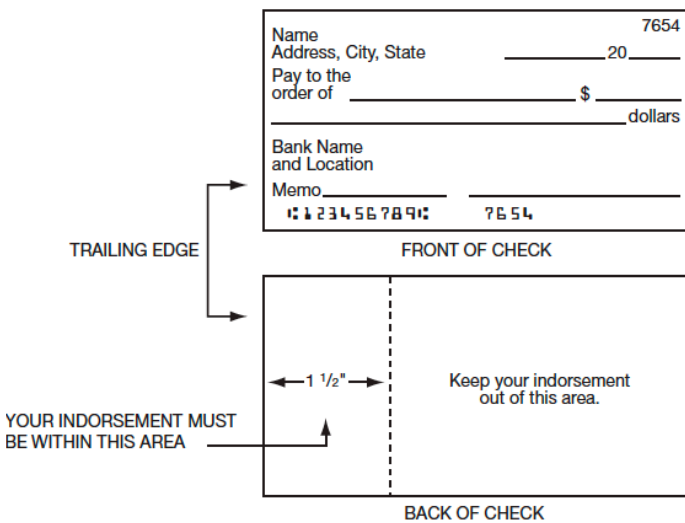 7654
Name
Address, City, State 20
Pay to the
order of $
dollars
Bank Name
and Location
Memo
⑆123456789⑆ 7654
TRAILING EDGE
FRONT OF CHECK
1 1/2"
Keep your indorsement
out of this area.
YOUR INDORSEMENT MUST
BE WITHIN THIS AREA
BACK OF CHECK